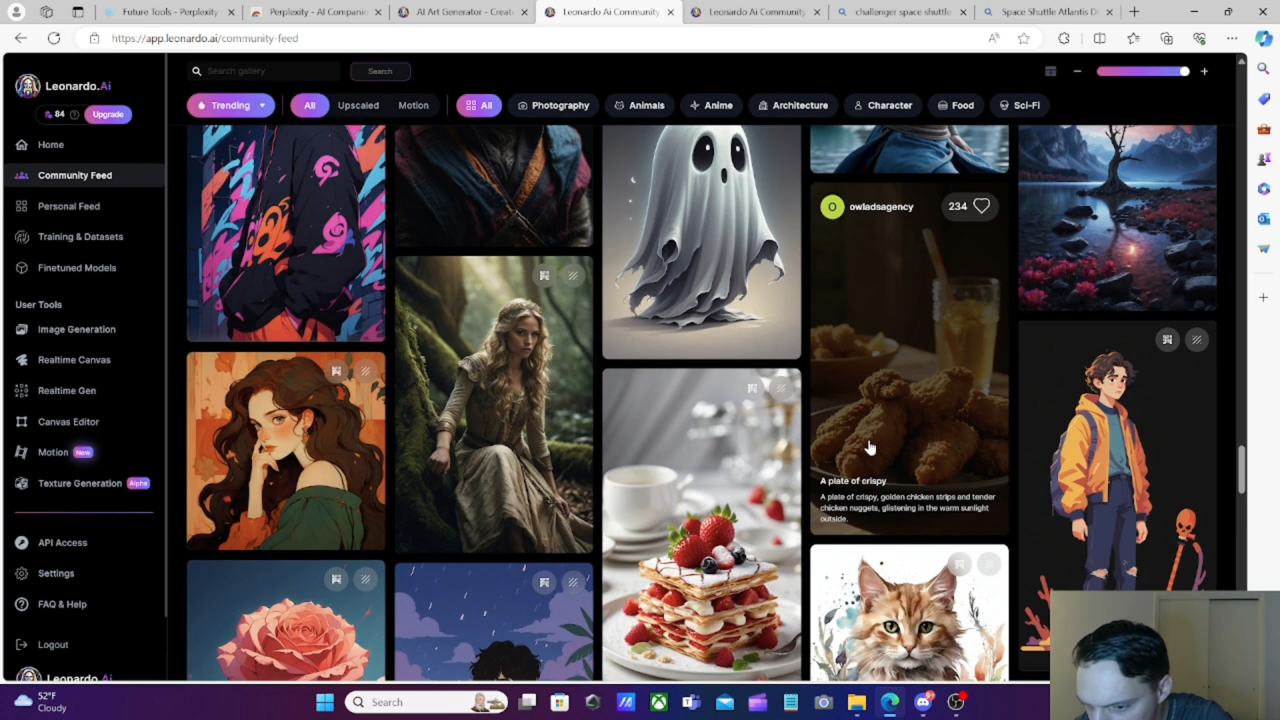 Future Tools - Perplexity
Perplexity - AI Companio
AI Art Generator - Create
Leonardo Ai Community
Leonardo Ai Community
challenger space shuttle
Space Shuttle Atlantis D
https://app.leonardo.ai/community-feed
Leonardo.Ai
84
Upgrade
Home
Community Feed
Personal Feed
Training & Datasets
Finetuned Models
User Tools
Image Generation
Realtime Canvas
Realtime Gen
Canvas Editor
Motion New
Texture Generation Alpha
API Access
Settings
FAQ & Help
Logout
Leonardo.Ai
Search gallery
Search
Trending
All
Upscaled
Motion
All
Photography
Animals
Anime
Architecture
Character
Food
Sci-Fi
O
owladsagency
234
A plate of crispy
A plate of crispy, golden chicken strips and tender
chicken nuggets, glistening in the warm sunlight
outside.
52°F
Cloudy
Search